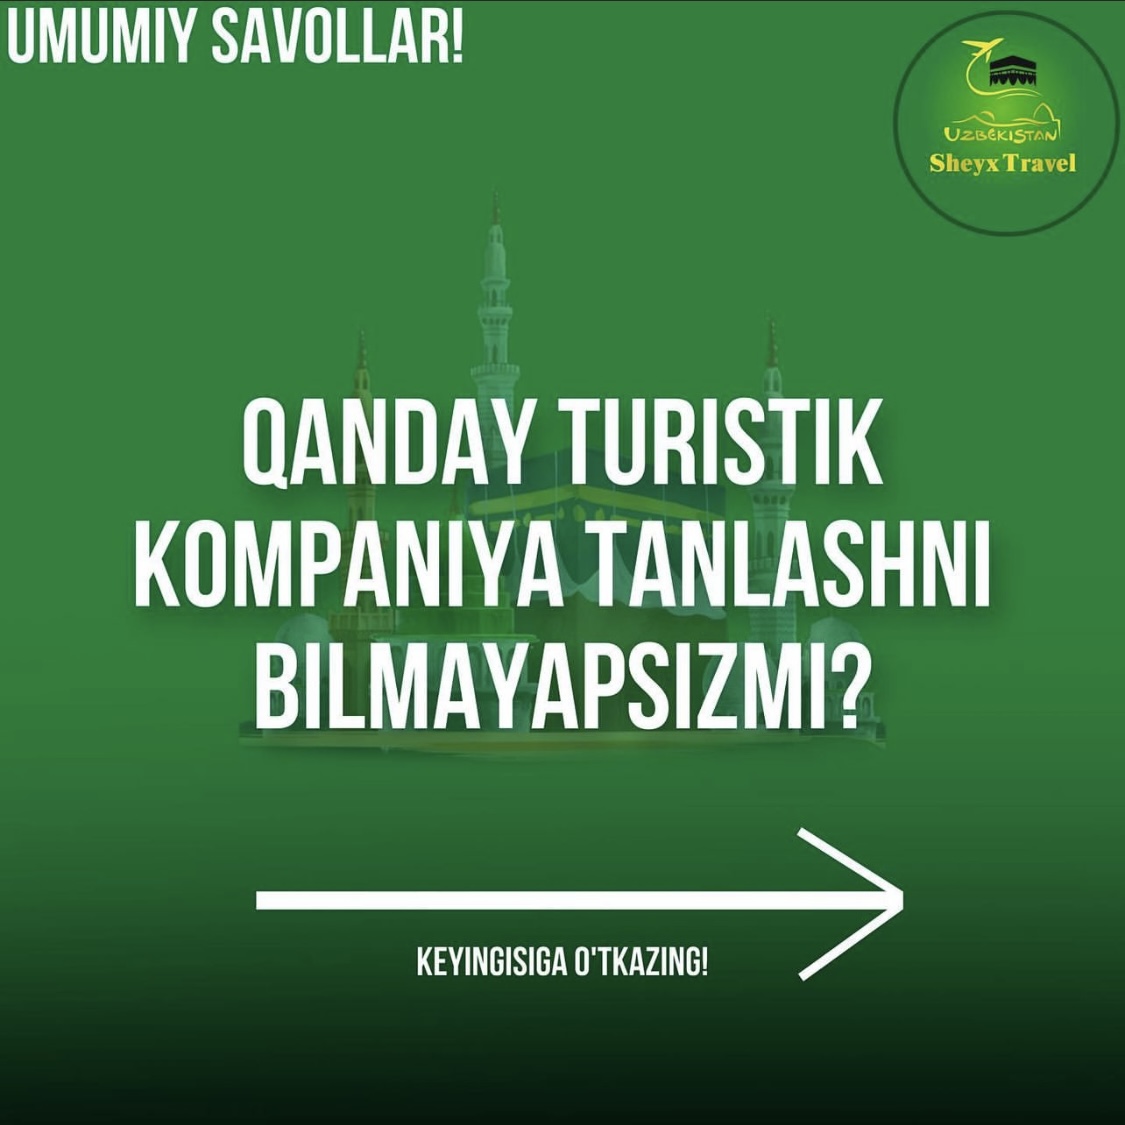 UMUMIY SAVOLLAR!
UZBEKISTAN
Sheyx Travel
QANDAY TURISTIK
KOMPANIYA TANLASHNI
BILMAYAPSIZMI?
KEYINGISIGA O'TKAZING!